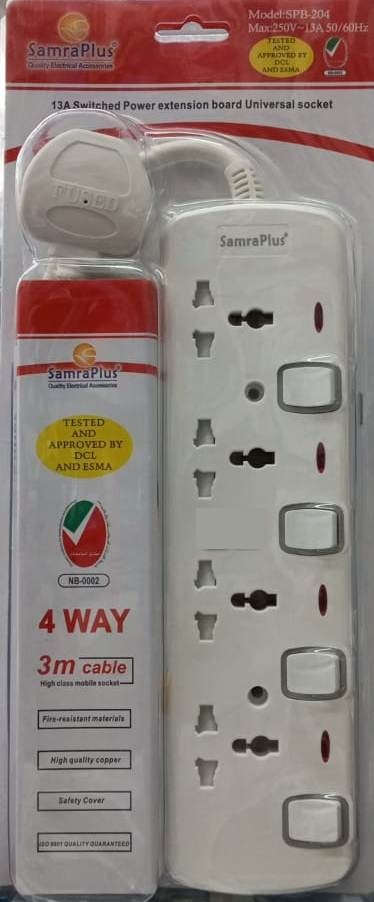 SamraPlus®
Quality Electrical Accessories
Model:SPB-204
Max:250V~13A 50/60Hz
TESTED
AND
APPROVED BY
DCL
AND ESMA
13A Switched Power extension board Universal socket
FUSED
SamraPlus®
SamraPlus®
Quality Electrical Accessories
TESTED
AND
APPROVED BY
DCL
AND ESMA
NB-0002
4 WAY
3m cable
High class mobile socket
Fire-resistant materials
High quality copper
Safety Cover
ISO 9001 QUALITY GUARANTEED